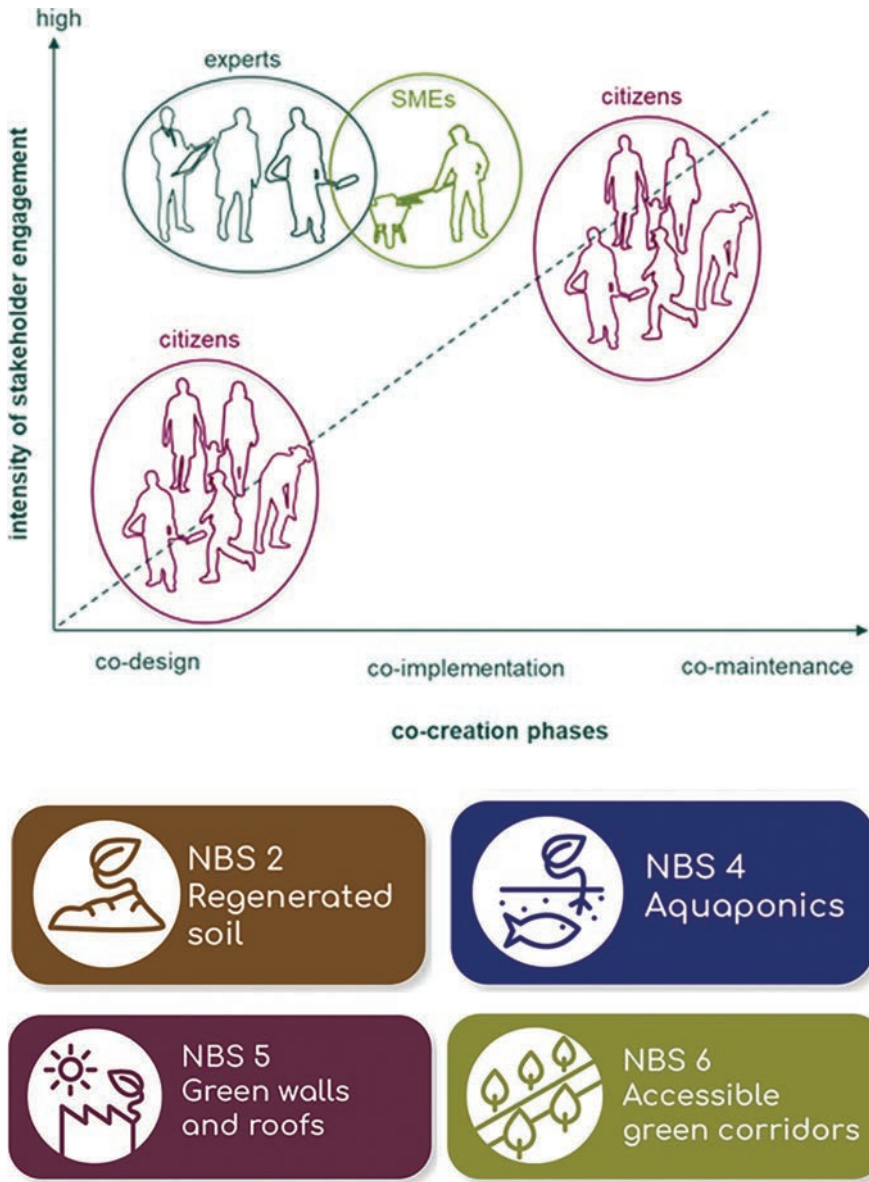 high
experts
SMEs
citizens
citizens
intensity of stakeholder engagement
co-design
co-implementation
co-maintenance
co-creation phases
NBS 2
Regenerated
soil
NBS 4
Aquaponics
NBS 5
Green walls
and roofs
NBS 6
Accessible
green corridors